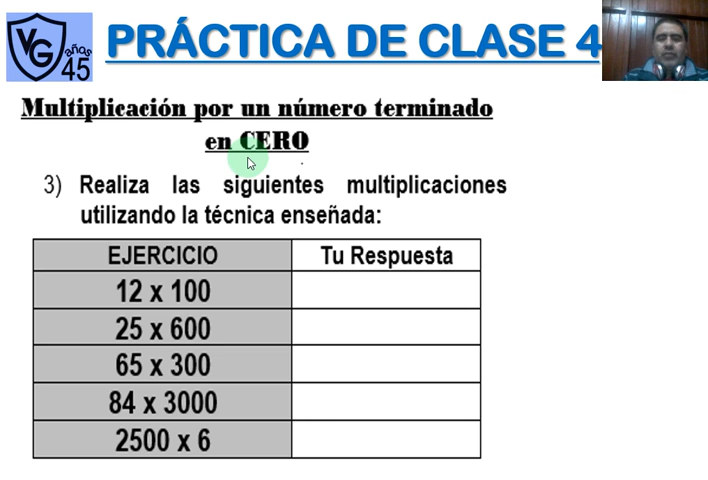 VG
años
45
PRÁCTICA DE CLASE 4
Multiplicación por un número terminado
en CERO
3) Realiza las siguientes multiplicaciones
utilizando la técnica enseñada:
EJERCICIO Tu Respuesta
12 x 100
25 x 600
65 x 300
84 x 3000
2500 x 6